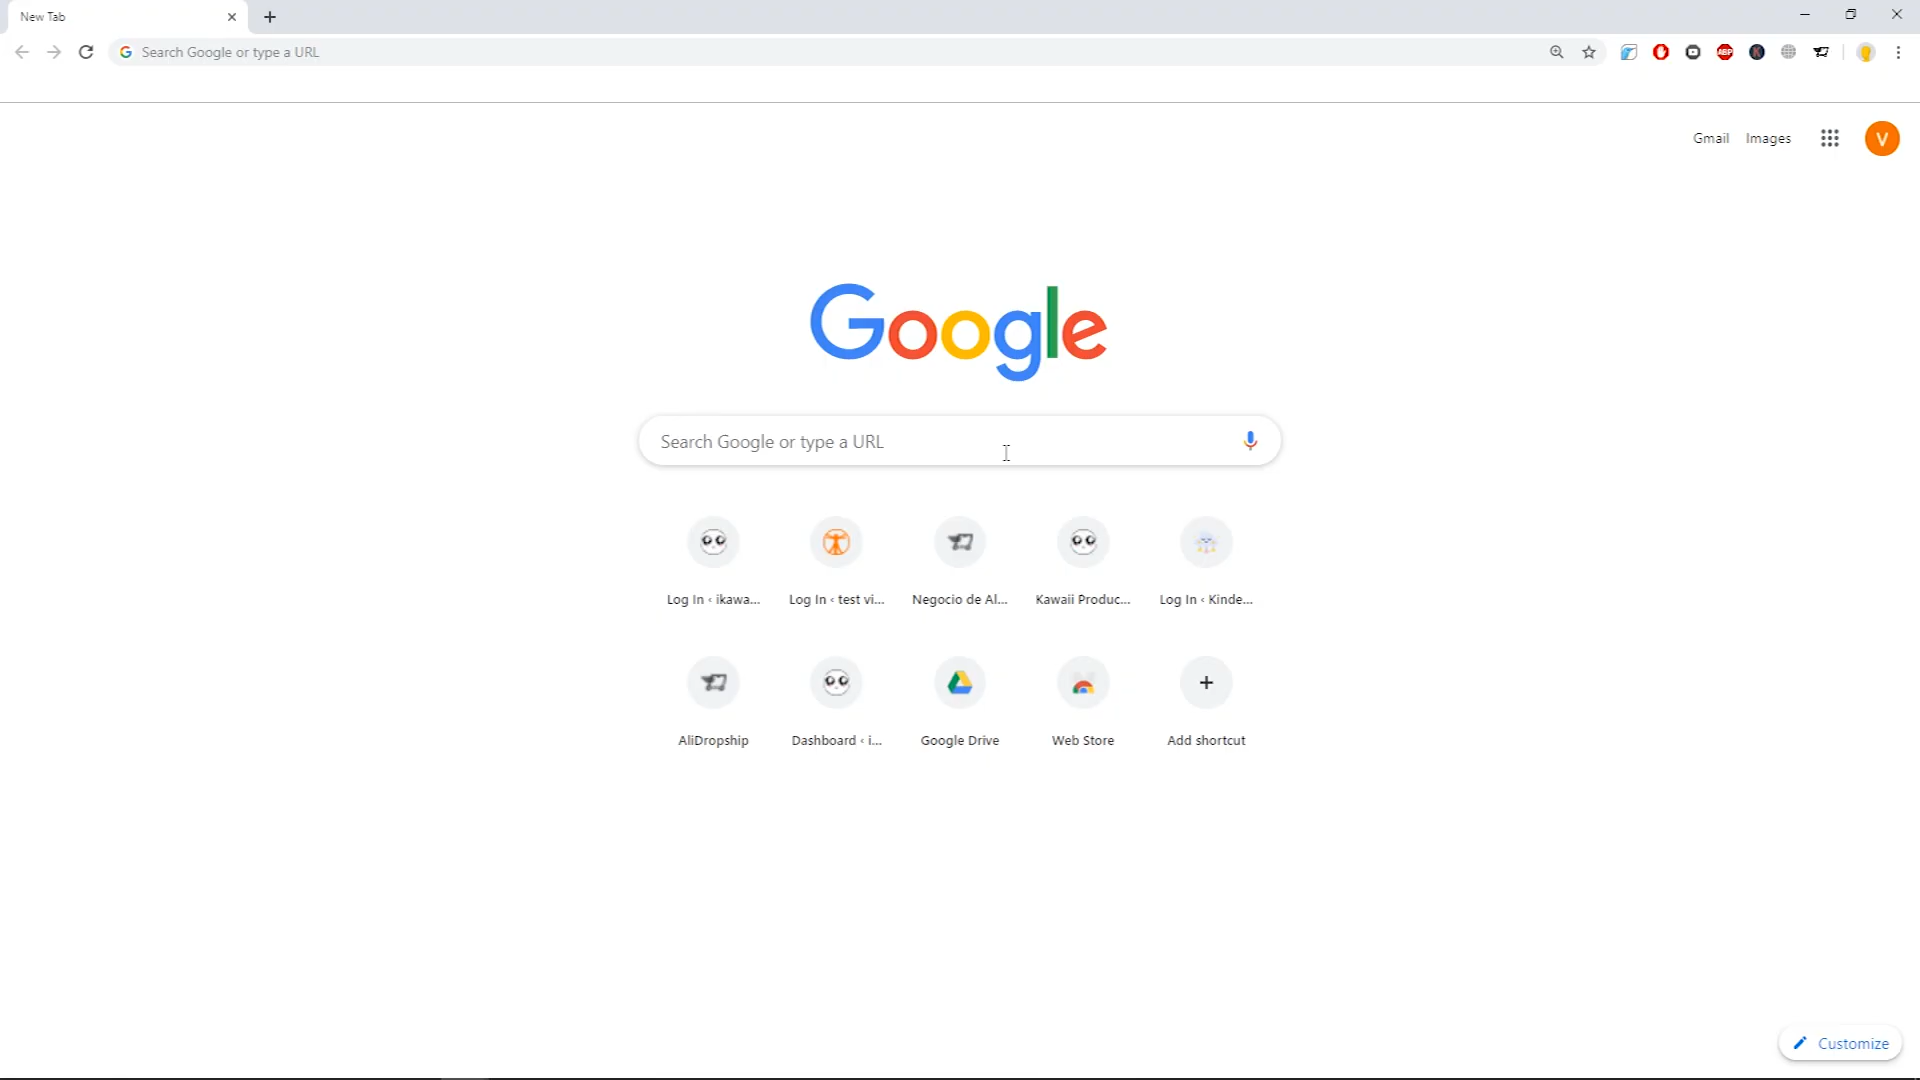 New Tab
Search Google or type a URL
ABP
K
Gmail Images
V
Google
Search Google or type a URL
Log In ‹ ikawa... Log In ‹ test vi... Negocio de Al... Kawaii Produc... Log In ‹ Kinde...
AliDropship Dashboard ‹ i... Google Drive Web Store Add shortcut
Customize